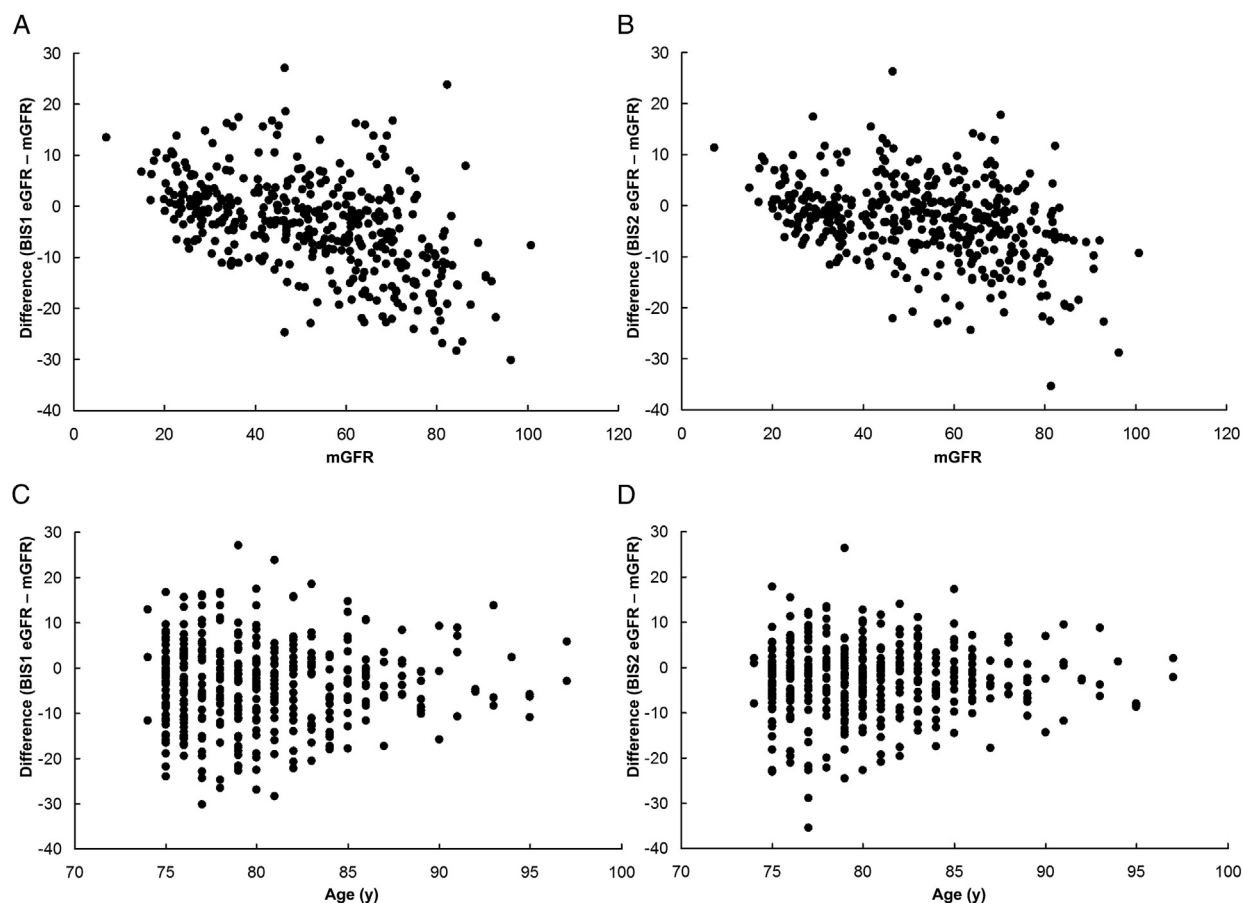 A
30
20
10
0
-10
-20
-30
-40
Difference (BIS1 eGFR – mGFR)
0 20 40 60 80 100 120
mGFR
B
30
20
10
0
-10
-20
-30
-40
Difference (BIS2 eGFR – mGFR)
0 20 40 60 80 100 120
mGFR
C
30
20
10
0
-10
-20
-30
-40
Difference (BIS1 eGFR – mGFR)
70 75 80 85 90 95 100
Age (y)
D
30
20
10
0
-10
-20
-30
-40
Difference (BIS2 eGFR – mGFR)
70 75 80 85 90 95 100
Age (y)